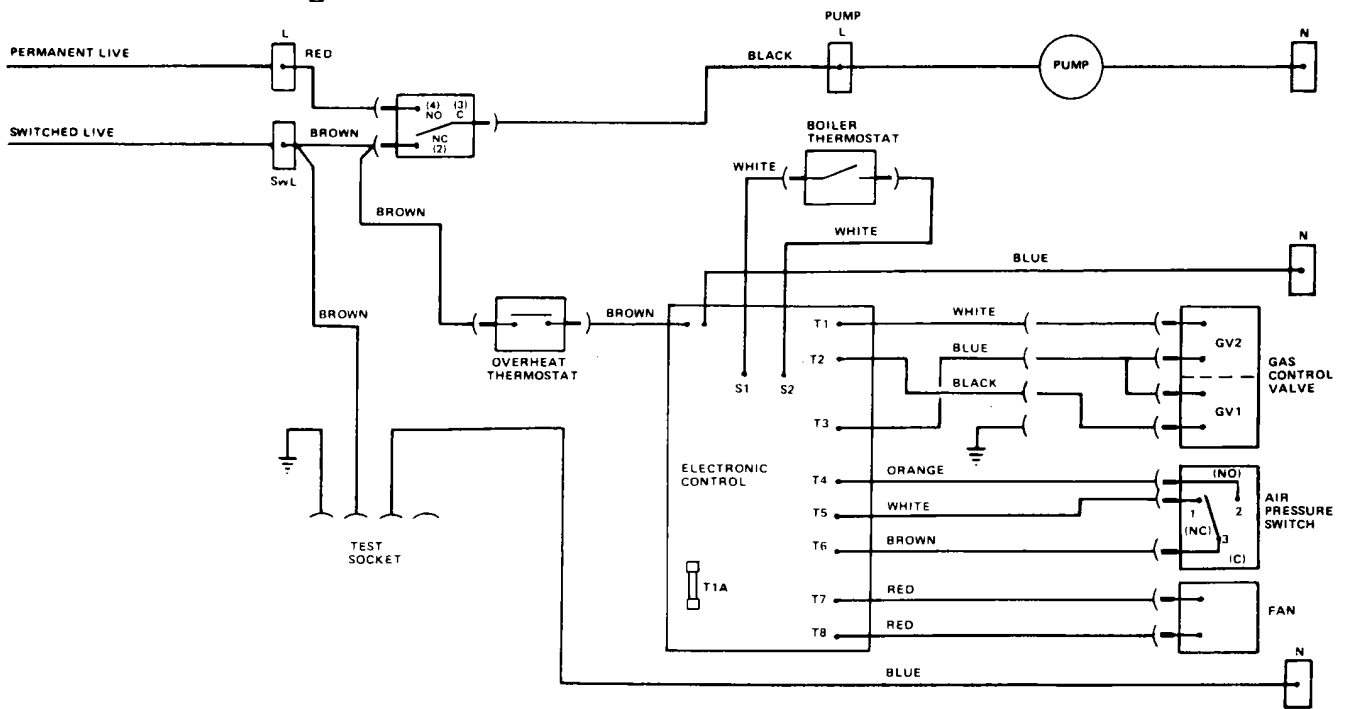 PUMP
L
L
N
PERMANENT LIVE
RED
BLACK
PUMP
(4)
NO
(3)
C
SWITCHED LIVE
BROWN
NC
(2)
SwL
BOILER
THERMOSTAT
WHITE
BROWN
WHITE
N
BLUE
BROWN
BROWN
OVERHEAT
THERMOSTAT
S1
S2
T1
WHITE
T2
BLUE
BLACK
T3
GV2
GV1
GAS
CONTROL
VALVE
ELECTRONIC
CONTROL
T4
ORANGE
T5
WHITE
T6
BROWN
(NO)
1
2
(NC)
3
(C)
AIR
PRESSURE
SWITCH
TEST
SOCKET
T1A
T7
RED
T8
RED
FAN
BLUE
N